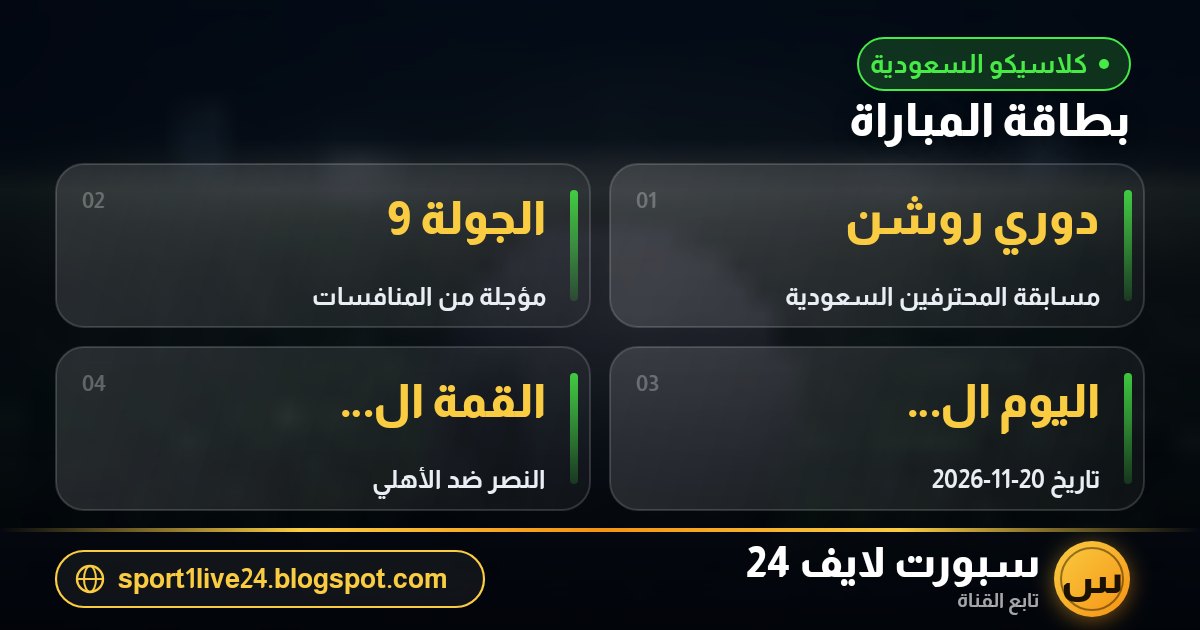 • كلاسيكو السعودية
بطاقة المباراة
01
دوري روشن
مسابقة المحترفين السعودية
02
الجولة 9
مؤجلة من المنافسات
03
اليوم ال...
تاريخ 20-11-2026
04
القمة ال...
النصر ضد الأهلي
س
سبورت لايف 24
تابع القناة
sport1live24.blogspot.com